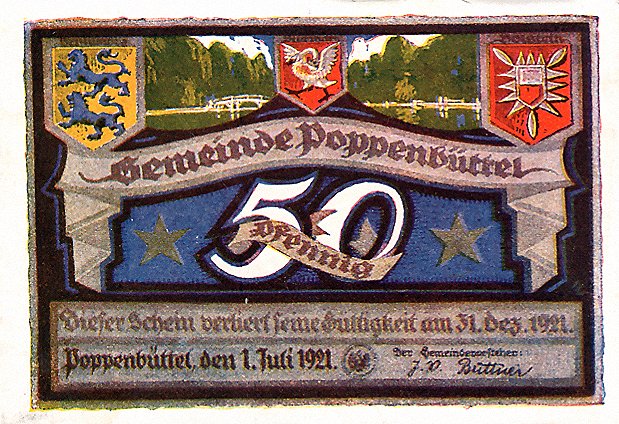 Holstein
Gemeinde Poppenbüttel
50
Pfennig
Dieser Schein verliert seine Gültigkeit am 31. Dez. 1921.
Poppenbüttel, den 1. Juli 1921.
Der Gemeindevorsteher:
J. V. Büttner